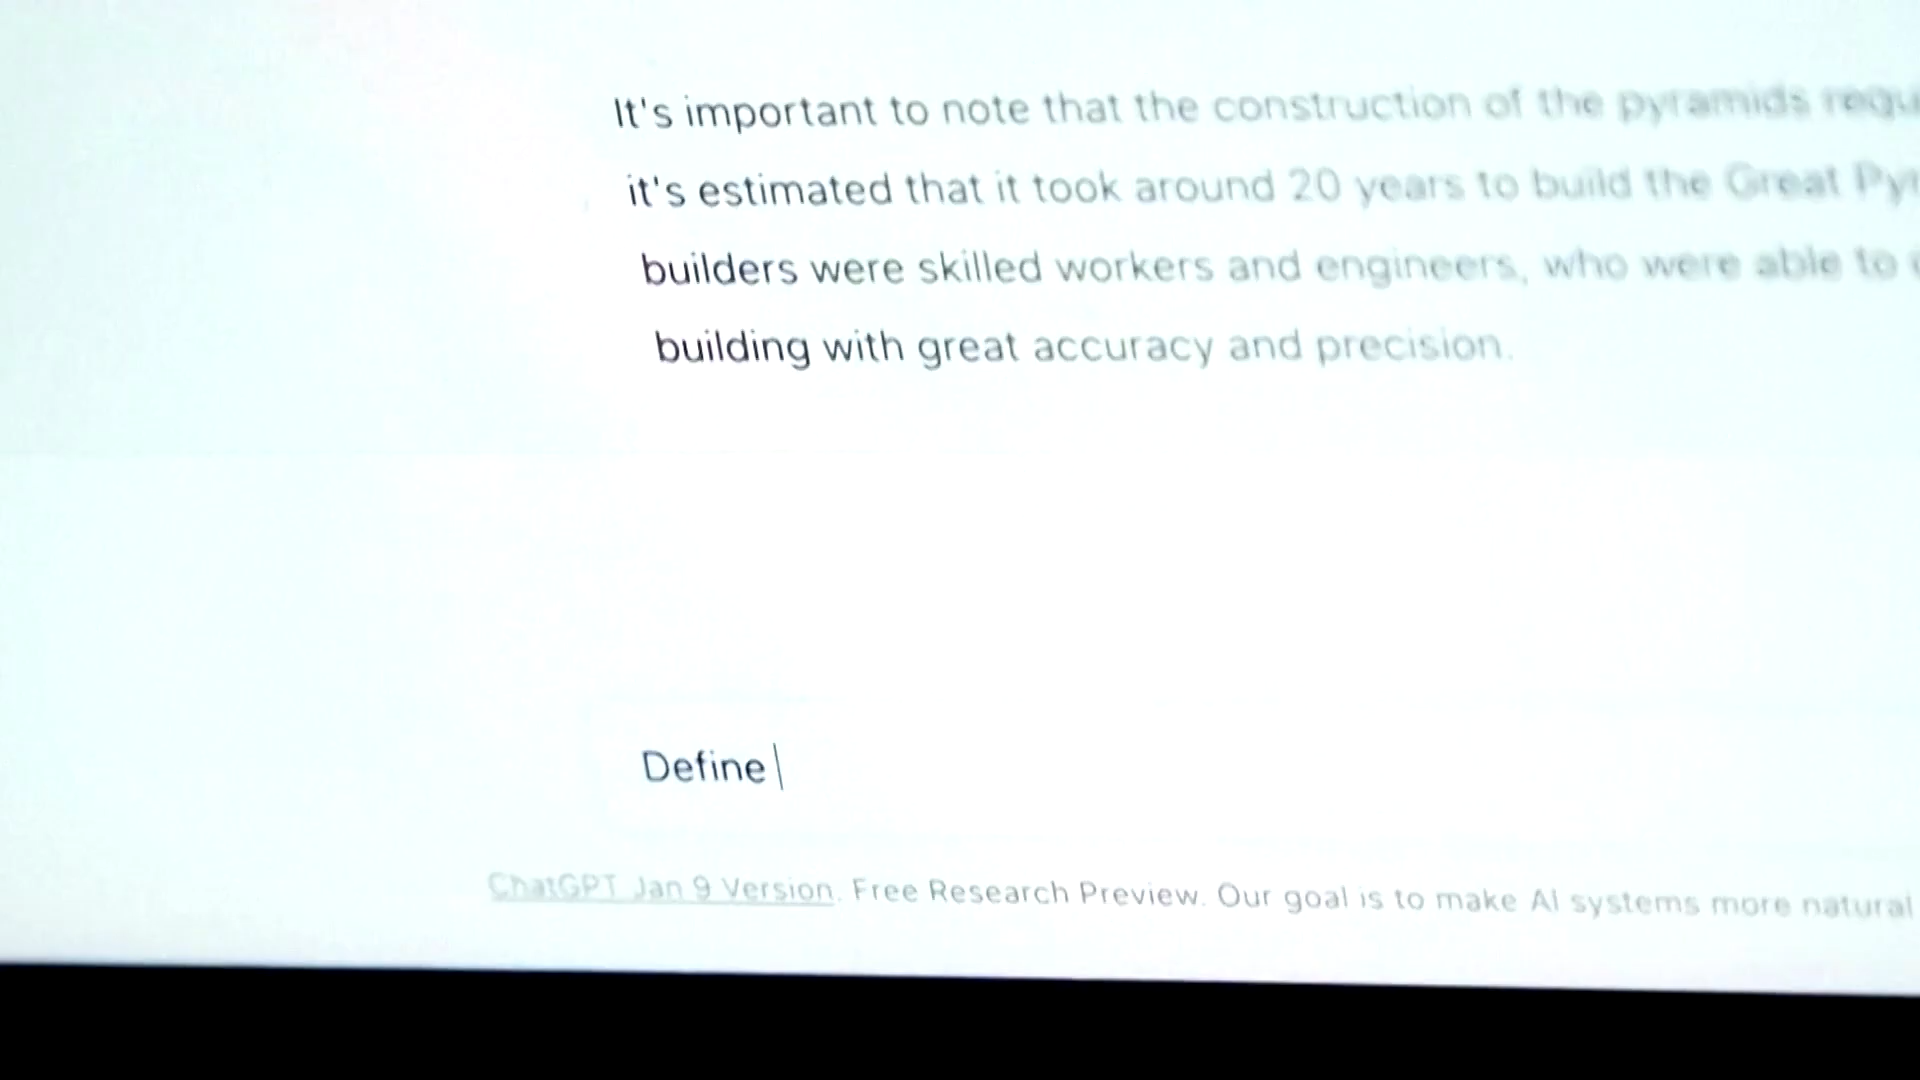 It's important to note that the construction of the pyramids requ
it's estimated that it took around 20 years to build the Great Pyr
builders were skilled workers and engineers, who were able to
building with great accuracy and precision.
Define
ChatGPT Jan 9 Version. Free Research Preview. Our goal is to make AI systems more natural